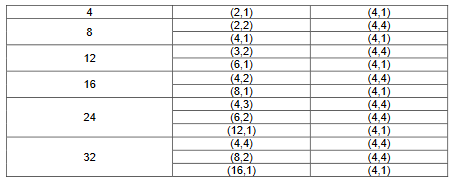 4 (2,1) (4,1)
8 (2,2) (4,4)
(4,1) (4,1)
12 (3,2) (4,4)
(6,1) (4,1)
16 (4,2) (4,4)
(8,1) (4,1)
24 (4,3) (4,4)
(6,2) (4,4)
(12,1) (4,1)
32 (4,4) (4,4)
(8,2) (4,4)
(16,1) (4,1)